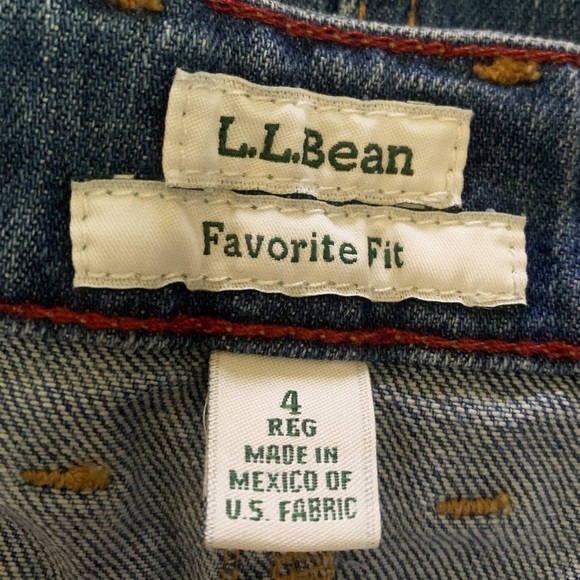 L.L.Bean
Favorite Fit
4
REG
MADE IN
MEXICO OF
U.S. FABRIC